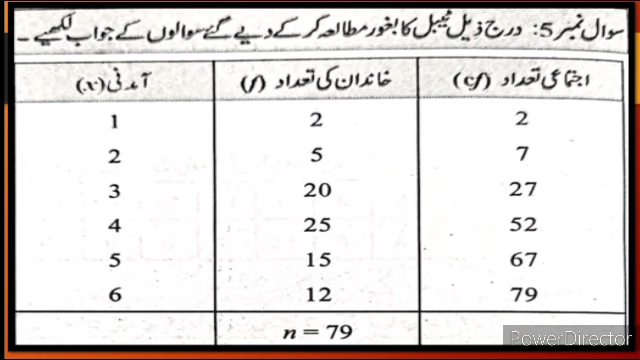 سوال نمبر 5: درج ذیل ٹیبل کا بغور مطالعہ کر کے دیے گئے سوالوں کے جواب لکھیے ۔
آمدنی (x) خاندان کی تعداد (f) اجتماعی تعداد (cf)
1 2 2
2 5 7
3 20 27
4 25 52
5 15 67
6 12 79
n = 79
PowerDirector